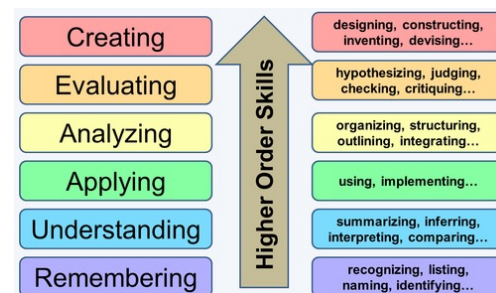 Creating
designing, constructing,
inventing, devising...
Evaluating
hypothesizing, judging,
checking, critiquing...
Analyzing
organizing, structuring,
outlining, integrating...
Applying
using, implementing...
Understanding
summarizing, inferring,
interpreting, comparing...
Remembering
recognizing, listing,
naming, identifying...
Higher Order Skills